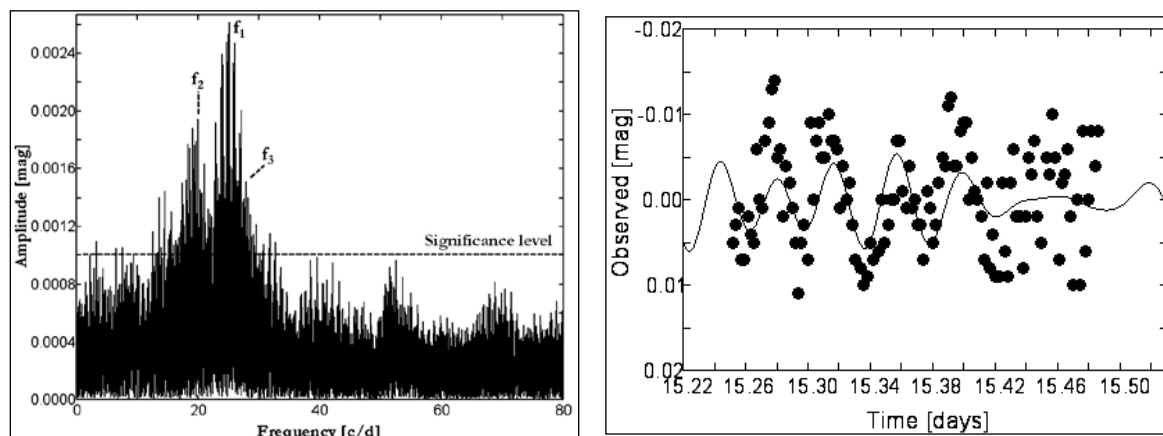 f1
f2
f3
Significance level
0.0024
0.0020
0.0016
0.0012
0.0008
0.0004
0.0000
Amplitude [mag]
0 20 40 60 80
Frequency [c/d]
-0.02
-0.01
0.00
0.01
0.02
Observed [mag]
15.22 15.26 15.30 15.34 15.38 15.42 15.46 15.50
Time [days]